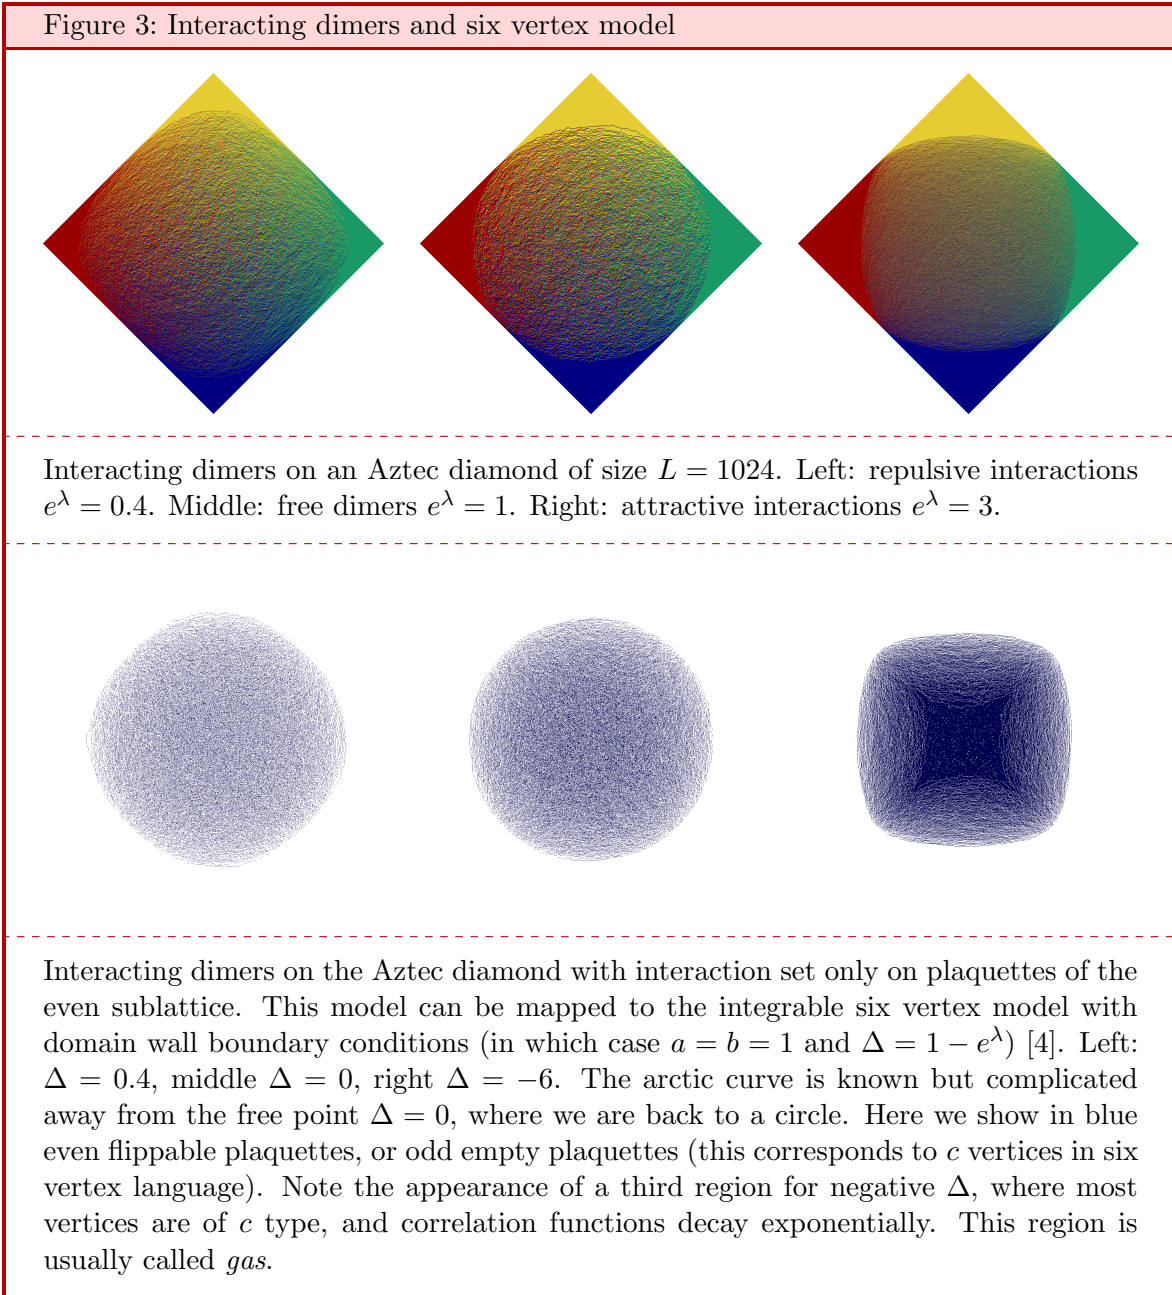 Figure 3: Interacting dimers and six vertex model
Interacting dimers on an Aztec diamond of size L = 1024. Left: repulsive interactions
e^λ = 0.4. Middle: free dimers e^λ = 1. Right: attractive interactions e^λ = 3.
Interacting dimers on the Aztec diamond with interaction set only on plaquettes of the
even sublattice. This model can be mapped to the integrable six vertex model with
domain wall boundary conditions (in which case a = b = 1 and Δ = 1 − e^λ) [4]. Left:
Δ = 0.4, middle Δ = 0, right Δ = −6. The arctic curve is known but complicated
away from the free point Δ = 0, where we are back to a circle. Here we show in blue
even flippable plaquettes, or odd empty plaquettes (this corresponds to c vertices in six
vertex language). Note the appearance of a third region for negative Δ, where most
vertices are of c type, and correlation functions decay exponentially. This region is
usually called gas.